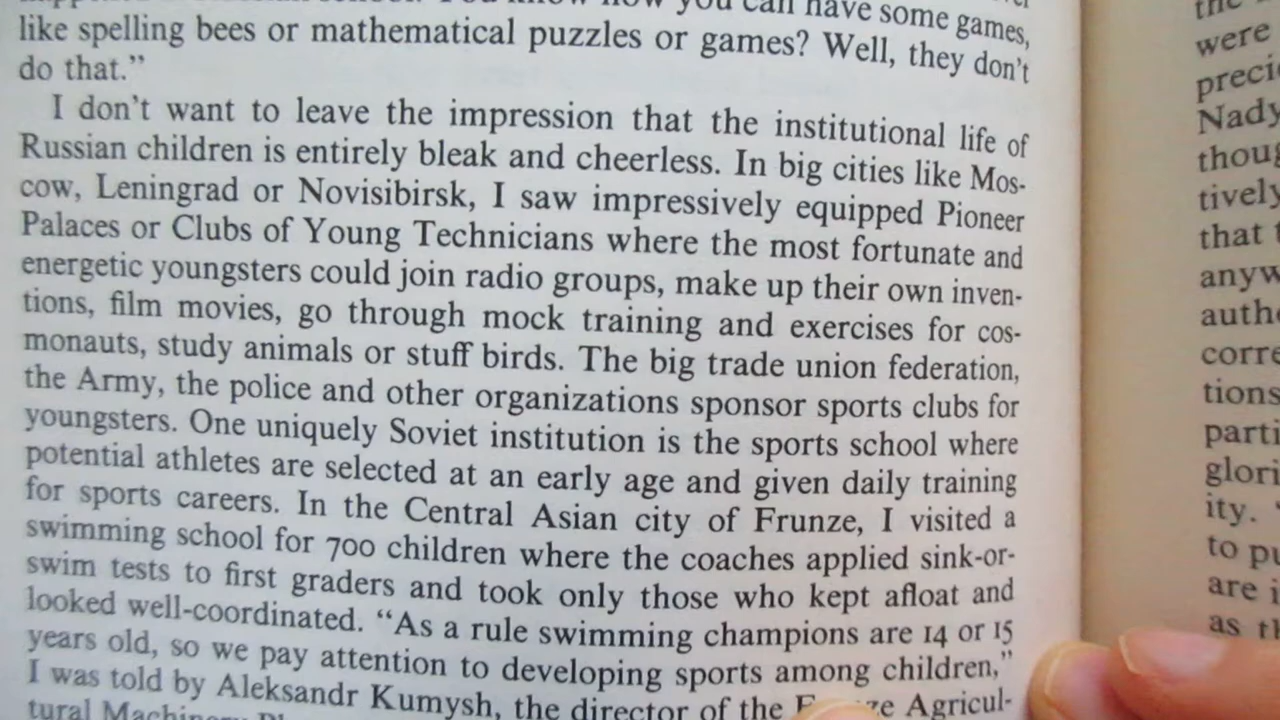 you can have some games,
like spelling bees or mathematical puzzles or games? Well, they don't
do that."
I don't want to leave the impression that the institutional life of
Russian children is entirely bleak and cheerless. In big cities like Mos-
cow, Leningrad or Novisibirsk, I saw impressively equipped Pioneer
Palaces or Clubs of Young Technicians where the most fortunate and
energetic youngsters could join radio groups, make up their own inven-
tions, film movies, go through mock training and exercises for cos-
monauts, study animals or stuff birds. The big trade union federation,
the Army, the police and other organizations sponsor sports clubs for
youngsters. One uniquely Soviet institution is the sports school where
potential athletes are selected at an early age and given daily training
for sports careers. In the Central Asian city of Frunze, I visited a
swimming school for 700 children where the coaches applied sink-or-
swim tests to first graders and took only those who kept afloat and
looked well-coordinated. "As a rule swimming champions are 14 or 15
years old, so we pay attention to developing sports among children,"
I was told by Aleksandr Kumysh, the director of the Agricul-
tural Machinery
the
were
that
are
as